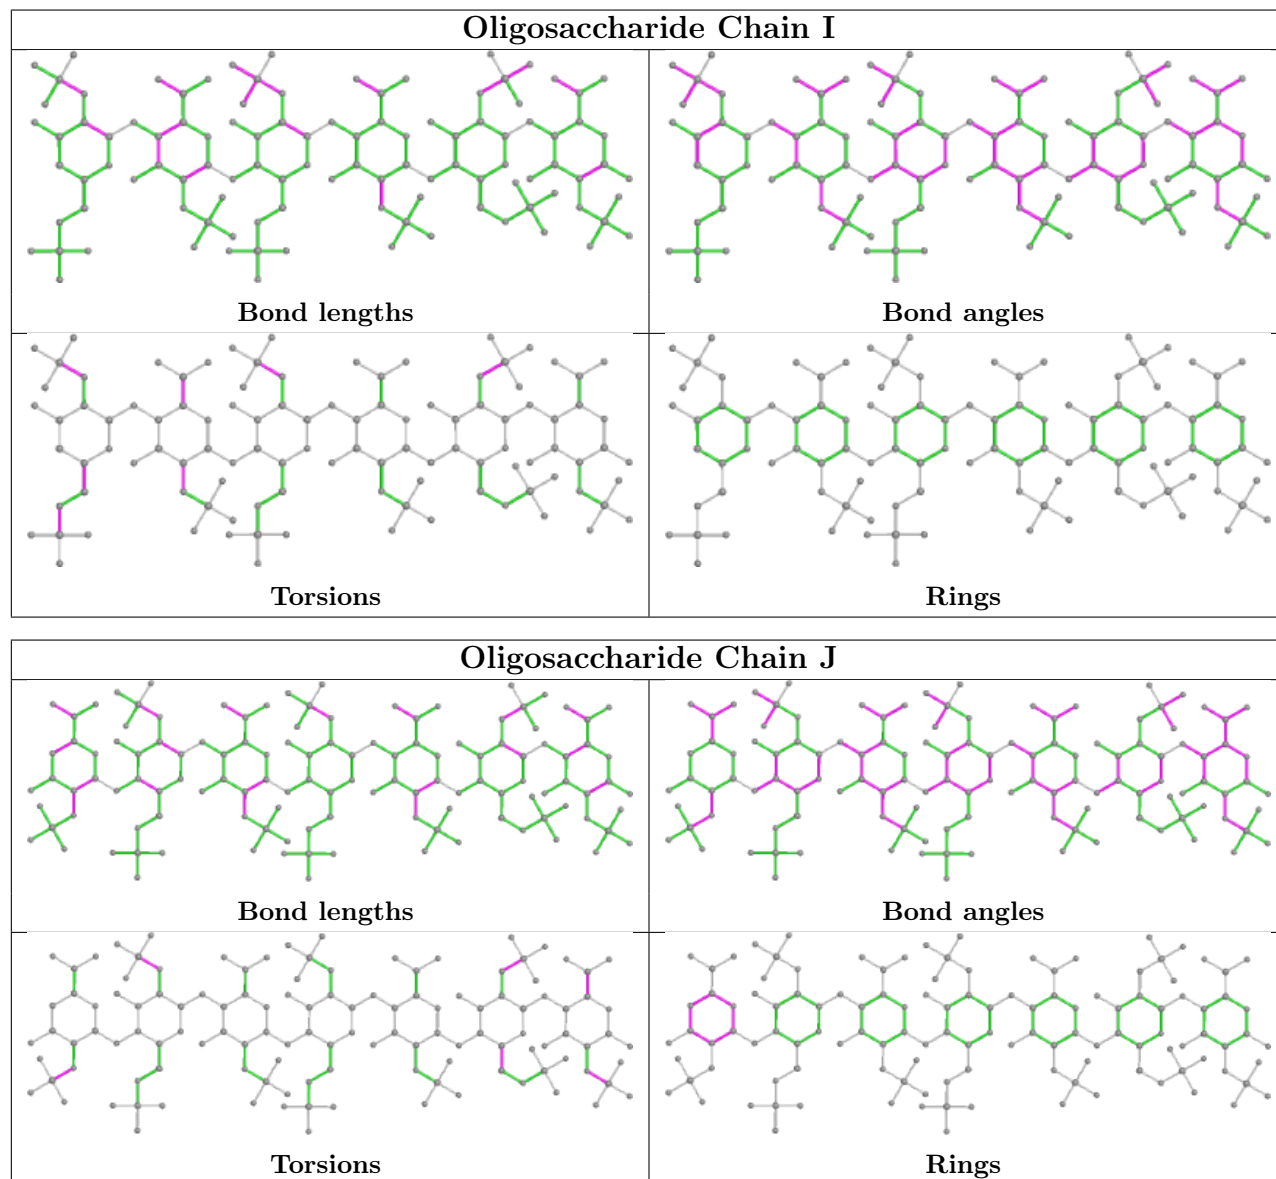 Oligosaccharide Chain I
Bond lengths
Bond angles
Torsions
Rings
Oligosaccharide Chain J
Bond lengths
Bond angles
Torsions
Rings